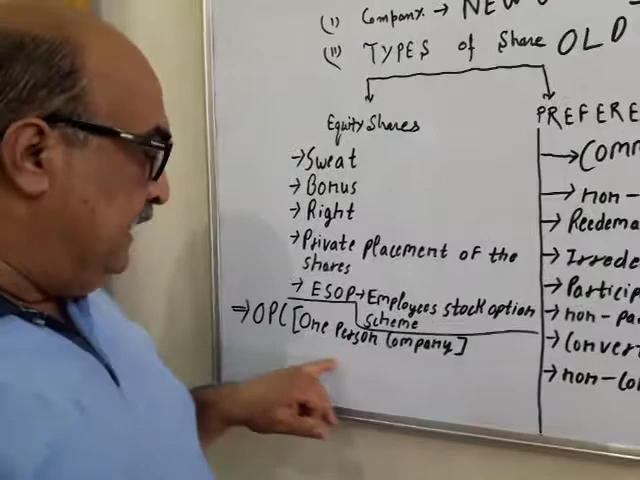 (i) Company. → NEW
(ii) TYPES of Share OLD
Equity Shares
→ Sweat
→ Bonus
→ Right
→ Private placement of the
shares
→ ESOP → Employees stock option
scheme
⇒ OPC [One Person Company]
PREFERE
→ Comm
→ non-
→ Reedema
→ Irrede
→ Particip
→ non-pa
→ Convert
→ non-Co